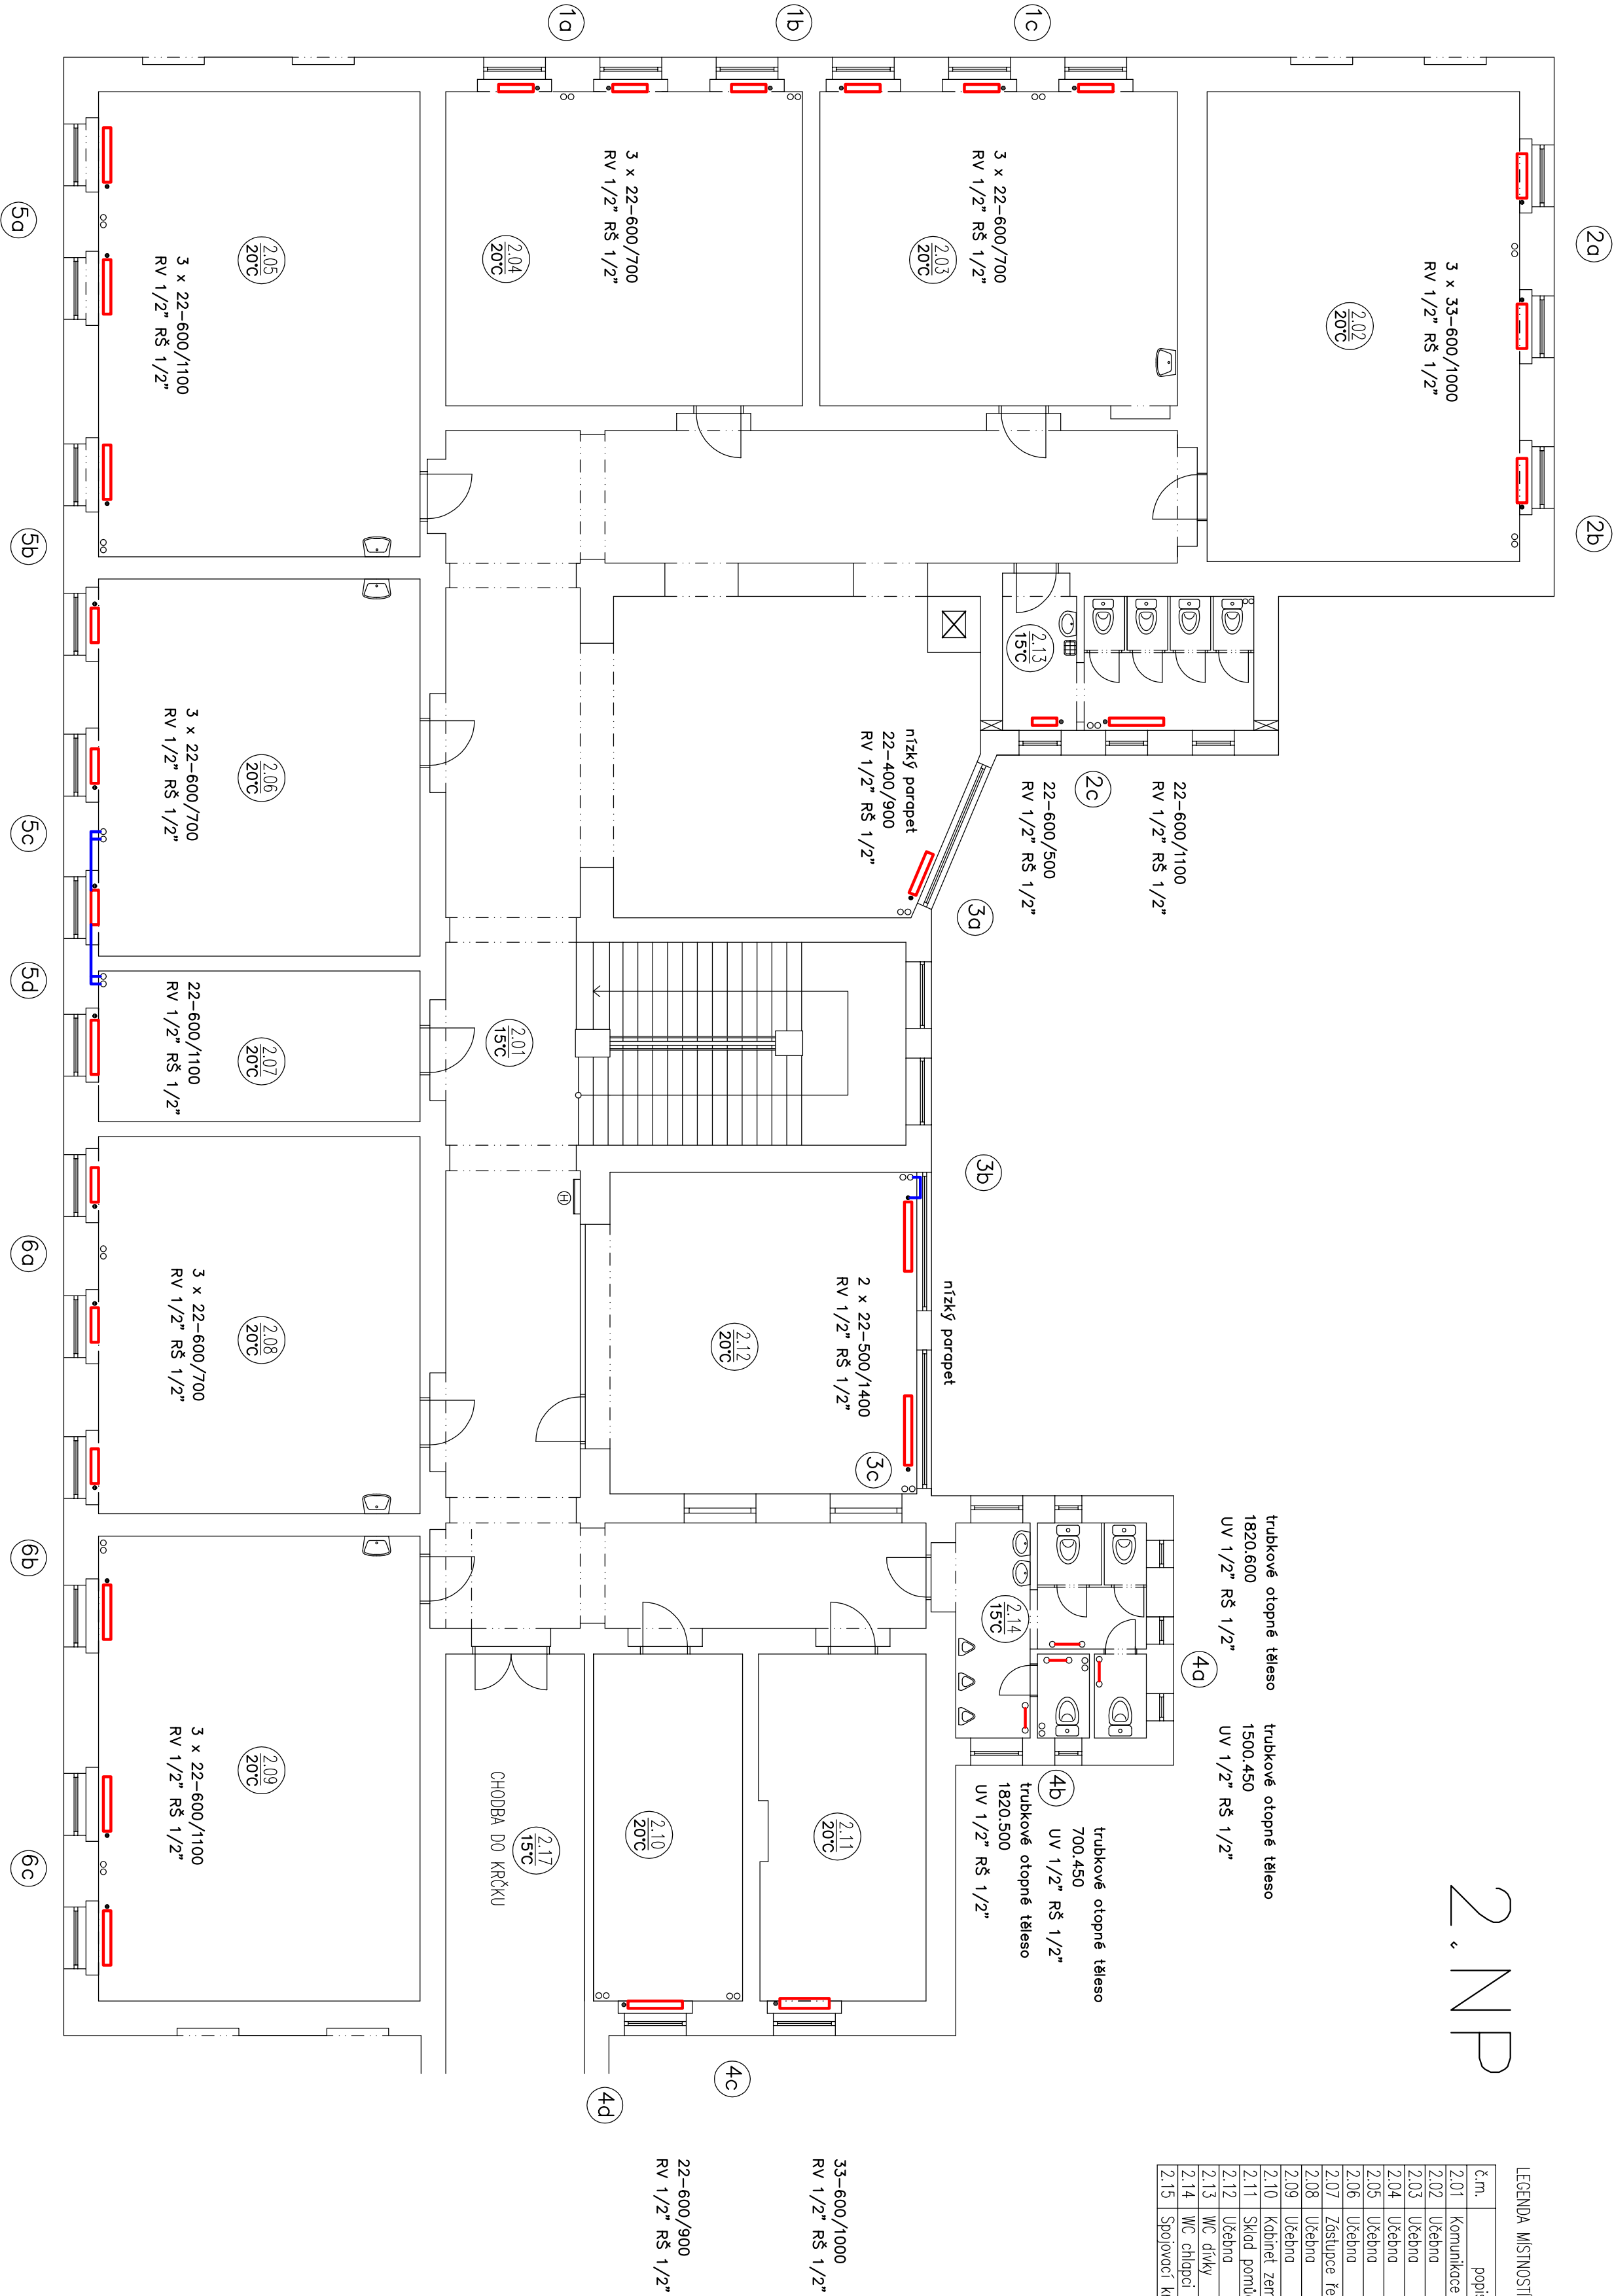 2.NP
LEGENDA MÍSTNOSTÍ
č.m. popis
2.01 Komunikace
2.02 Učebna
2.03 Učebna
2.04 Učebna
2.05 Učebna
2.06 Učebna
2.07 Zástupce ře
2.08 Učebna
2.09 Učebna
2.10 Kabinet zem
2.11 Sklad pomů
2.12 Učebna
2.13 WC dívky
2.14 WC chlapci
2.15 Spojovací k
2a
2b
3 x 33-600/1000
RV 1/2" RŠ 1/2"
2.02
20°C
1a
1b
1c
3 x 22-600/700
RV 1/2" RŠ 1/2"
2.03
20°C
3 x 22-600/700
RV 1/2" RŠ 1/2"
2.04
20°C
2.05
20°C
3 x 22-600/1100
RV 1/2" RŠ 1/2"
5a
5b
2.13
15°C
22-600/1100
RV 1/2" RŠ 1/2"
2c
22-600/500
RV 1/2" RŠ 1/2"
nízký parapet
22-400/900
RV 1/2" RŠ 1/2"
3a
2.06
20°C
3 x 22-600/700
RV 1/2" RŠ 1/2"
5c
5d
2.01
15°C
2.07
20°C
22-600/1100
RV 1/2" RŠ 1/2"
3b
H
nízký parapet
2 x 22-500/1400
RV 1/2" RŠ 1/2"
2.12
20°C
3c
2.08
20°C
3 x 22-600/700
RV 1/2" RŠ 1/2"
6a
6b
trubkové otopné těleso
1820.600
UV 1/2" RŠ 1/2"
trubkové otopné těleso
1500.450
UV 1/2" RŠ 1/2"
4a
2.14
15°C
4b
trubkové otopné těleso
700.450
UV 1/2" RŠ 1/2"
trubkové otopné těleso
1820.500
UV 1/2" RŠ 1/2"
2.11
20°C
2.10
20°C
2.17
15°C
CHODBA DO KRČKU
2.09
20°C
3 x 22-600/1100
RV 1/2" RŠ 1/2"
6c
4c
4d
33-600/1000
RV 1/2" RŠ 1/2"
22-600/900
RV 1/2" RŠ 1/2"